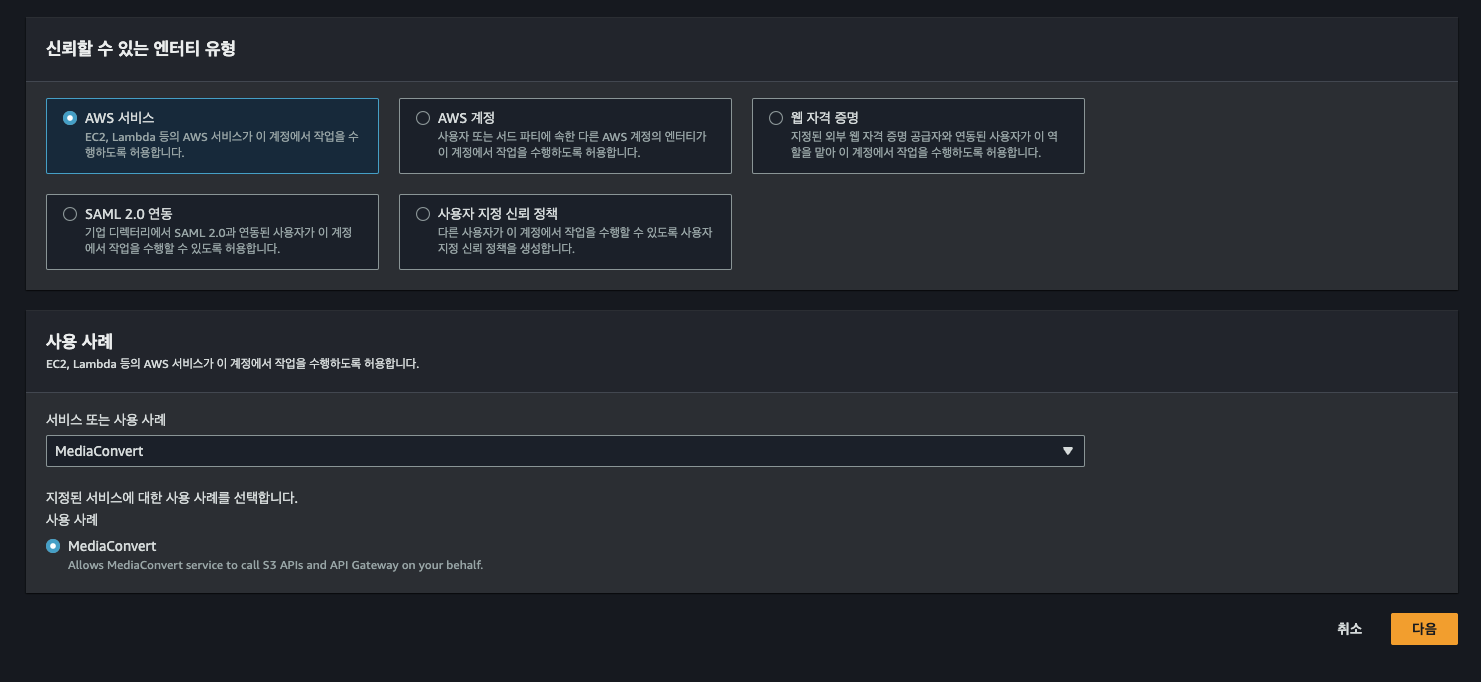 신뢰할 수 있는 엔터티 유형
AWS 서비스
EC2, Lambda 등의 AWS 서비스가 이 계정에서 작업을 수
행하도록 허용합니다.
AWS 계정
사용자 또는 서드 파티에 속한 다른 AWS 계정의 엔터티가
이 계정에서 작업을 수행하도록 허용합니다.
웹 자격 증명
지정된 외부 웹 자격 증명 공급자와 연동된 사용자가 이 역
할을 맡아 이 계정에서 작업을 수행하도록 허용합니다.
SAML 2.0 연동
기업 디렉터리에서 SAML 2.0과 연동된 사용자가 이 계정
에서 작업을 수행할 수 있도록 허용합니다.
사용자 지정 신뢰 정책
다른 사용자가 이 계정에서 작업을 수행할 수 있도록 사용자
지정 신뢰 정책을 생성합니다.
사용 사례
EC2, Lambda 등의 AWS 서비스가 이 계정에서 작업을 수행하도록 허용합니다.
서비스 또는 사용 사례
MediaConvert
지정된 서비스에 대한 사용 사례를 선택합니다.
사용 사례
MediaConvert
Allows MediaConvert service to call S3 APIs and API Gateway on your behalf.
취소
다음